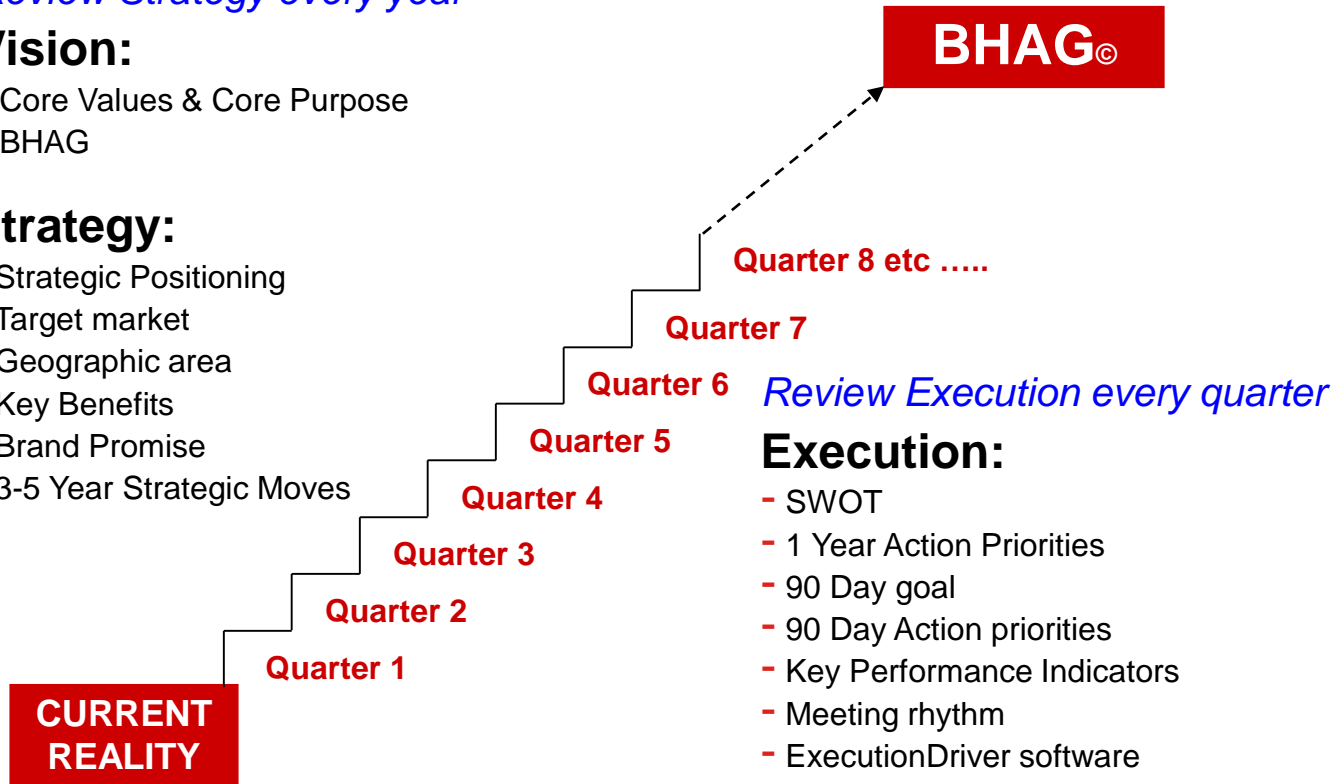 Review Strategy every year
Vision:
Core Values & Core Purpose
BHAG
trategy:
Strategic Positioning
Target market
Geographic area
Key Benefits
Brand Promise
3-5 Year Strategic Moves
BHAG©
Quarter 8 etc …..
Quarter 7
Quarter 6
Quarter 5
Quarter 4
Quarter 3
Quarter 2
Quarter 1
CURRENT
REALITY
Review Execution every quarter
Execution:
- SWOT
- 1 Year Action Priorities
- 90 Day goal
- 90 Day Action priorities
- Key Performance Indicators
- Meeting rhythm
- ExecutionDriver software